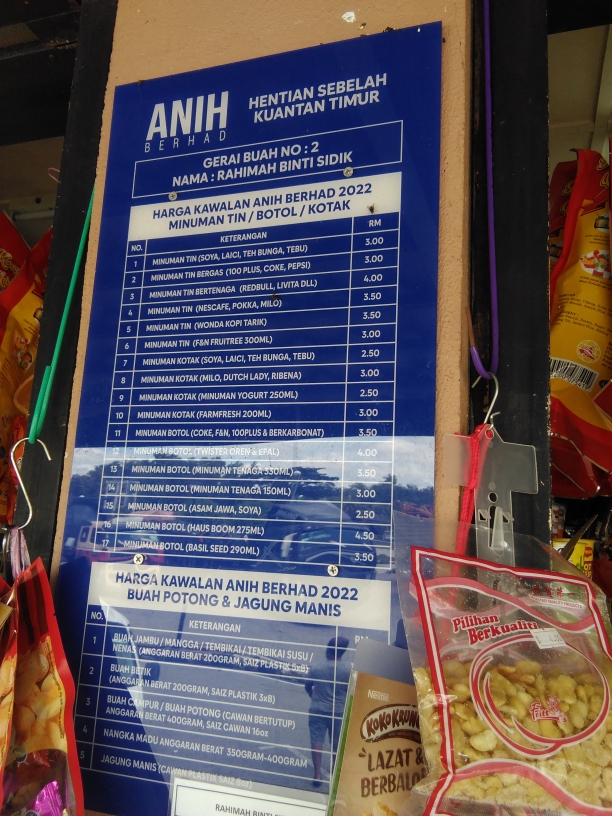 ANIH
BERHAD
HENTIAN SEBELAH
KUANTAN TIMUR
GERAI BUAH NO : 2
NAMA : RAHIMAH BINTI SIDIK
HARGA KAWALAN ANIH BERHAD 2022
MINUMAN TIN / BOTOL / KOTAK
NO. KETERANGAN RM
1 MINUMAN TIN (SOYA, LAICI, TEH BUNGA, TEBU) 3.00
2 MINUMAN TIN BERGAS (100 PLUS, COKE, PEPSI) 3.00
3 MINUMAN TIN BERTENAGA (REDBULL, LIVITA DLL) 4.00
4 MINUMAN TIN (NESCAFE, POKKA, MILO) 3.50
5 MINUMAN TIN (WONDA KOPI TARIK) 3.50
6 MINUMAN TIN (F&N FRUITREE 300ML) 3.00
7 MINUMAN KOTAK (SOYA, LAICI, TEH BUNGA, TEBU) 2.50
8 MINUMAN KOTAK (MILO, DUTCH LADY, RIBENA) 3.00
9 MINUMAN KOTAK (MINUMAN YOGURT 250ML) 2.50
10 MINUMAN KOTAK (FARMFRESH 200ML) 3.00
11 MINUMAN BOTOL (COKE, F&N, 100PLUS & BERKARBONAT) 3.50
12 MINUMAN BOTOL (TWISTER OREN & EPAL) 4.00
13 MINUMAN BOTOL (MINUMAN TENAGA 330ML) 3.50
14 MINUMAN BOTOL (MINUMAN TENAGA 150ML) 3.00
15 MINUMAN BOTOL (ASAM JAWA, SOYA) 2.50
16 MINUMAN BOTOL (HAUS BOOM 275ML) 4.50
17 MINUMAN BOTOL (BASIL SEED 290ML) 3.50
HARGA KAWALAN ANIH BERHAD 2022
BUAH POTONG & JAGUNG MANIS
NO. KETERANGAN RM
1 BUAH JAMBU / MANGGA / TEMBIKAI / TEMBIKAI SUSU /
NENAS (ANGGARAN BERAT 200GRAM, SAIZ PLASTIK 5x8)
2 BUAH BETIK
(ANGGARAN BERAT 200GRAM, SAIZ PLASTIK 3x8)
3 BUAH CAMPUR / BUAH POTONG (CAWAN BERTUTUP)
ANGGARAN BERAT 400GRAM, SAIZ CAWAN 16oz
4 NANGKA MADU ANGGARAN BERAT 350GRAM-400GRAM
5 JAGUNG MANIS (CAWAN PLASTIK SAIZ
RAHIMAH
Nestlé
KOKO KRUNCH
LAZAT &
Pilihan
Berkualiti